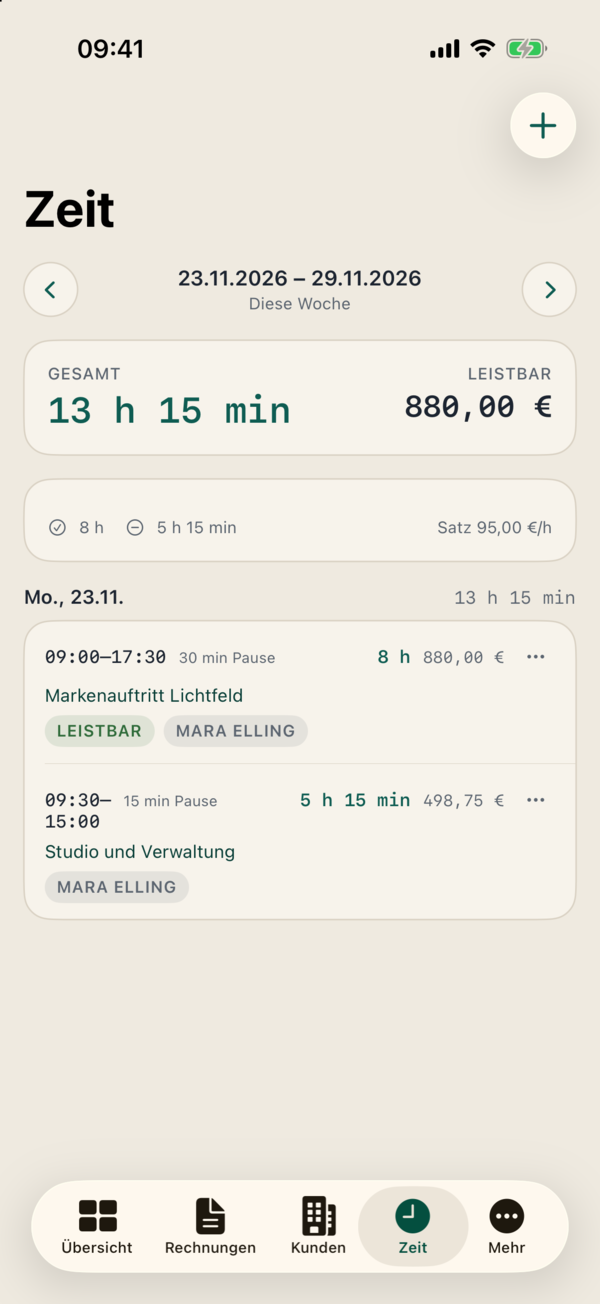 09:41
Zeit
23.11.2026 – 29.11.2026
Diese Woche
GESAMT
LEISTBAR
13 h 15 min
880,00 €
8 h
5 h 15 min
Satz 95,00 €/h
Mo., 23.11.
13 h 15 min
09:00–17:30 30 min Pause 8 h 880,00 €
Markenauftritt Lichtfeld
LEISTBAR MARA ELLING
09:30– 15 min Pause 5 h 15 min 498,75 €
15:00
Studio und Verwaltung
MARA ELLING
Übersicht Rechnungen Kunden Zeit Mehr